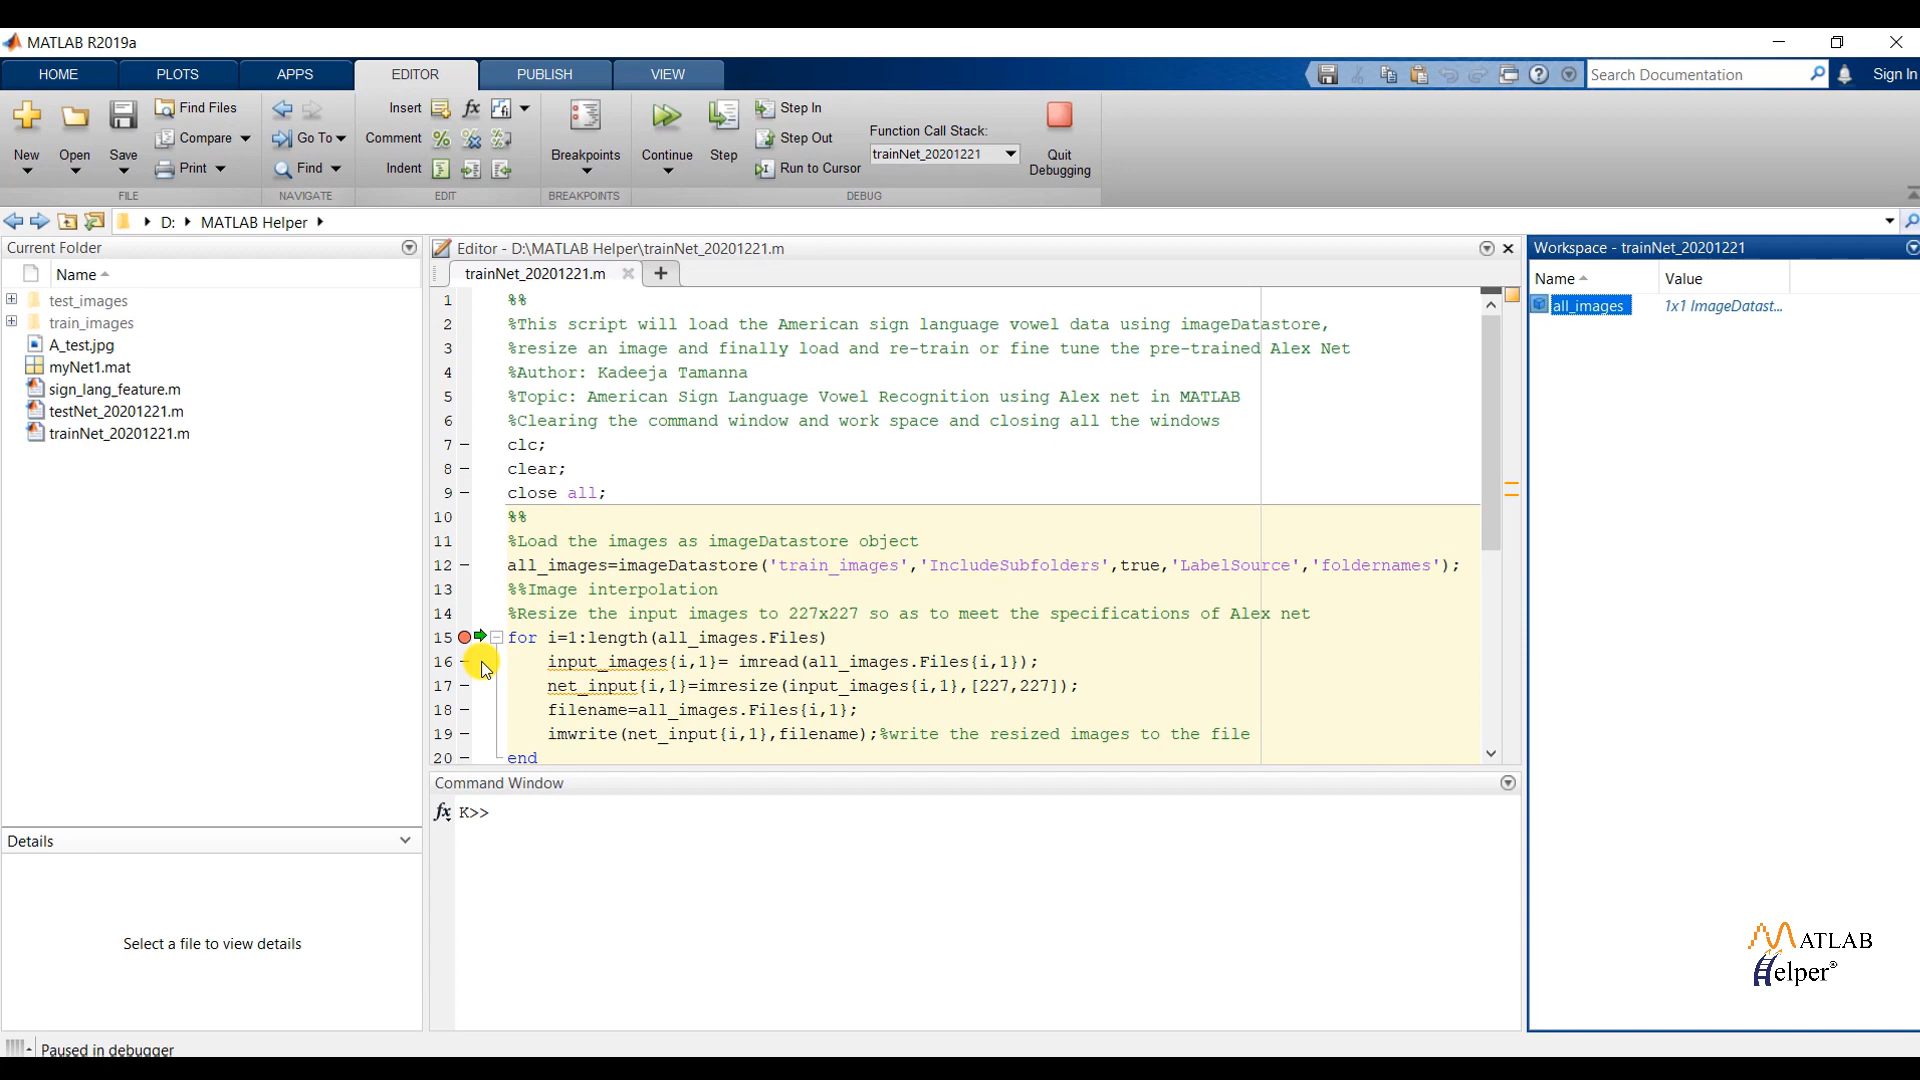 MATLAB R2019a
HOME PLOTS APPS EDITOR PUBLISH VIEW Search Documentation Sign In
New Open Save Find Files Compare Print FILE
Go To Find NAVIGATE
Insert fx Comment Indent EDIT
Breakpoints BREAKPOINTS
Continue Step Step In Step Out Run to Cursor Function Call Stack: trainNet_20201221 Quit Debugging DEBUG
D: MATLAB Helper
Current Folder
Name
test_images
train_images
A_test.jpg
myNet1.mat
sign_lang_feature.m
testNet_20201221.m
trainNet_20201221.m
Details
Select a file to view details
Editor - D:\MATLAB Helper\trainNet_20201221.m
trainNet_20201221.m
1 %%
2 %This script will load the American sign language vowel data using imageDatastore,
3 %resize an image and finally load and re-train or fine tune the pre-trained Alex Net
4 %Author: Kadeeja Tamanna
5 %Topic: American Sign Language Vowel Recognition using Alex net in MATLAB
6 %Clearing the command window and work space and closing all the windows
7 clc;
8 clear;
9 close all;
10 %%
11 %Load the images as imageDatastore object
12 all_images=imageDatastore('train_images','IncludeSubfolders',true,'LabelSource','foldernames');
13 %%Image interpolation
14 %Resize the input images to 227x227 so as to meet the specifications of Alex net
15 for i=1:length(all_images.Files)
16 input_images{i,1}= imread(all_images.Files{i,1});
17 net_input{i,1}=imresize(input_images{i,1},[227,227]);
18 filename=all_images.Files{i,1};
19 imwrite(net_input{i,1},filename);%write the resized images to the file
20 end
Command Window
fx K>>
Workspace - trainNet_20201221
Name Value
all_images 1x1 ImageDatast...
MATLAB
Helper®
Paused in debugger